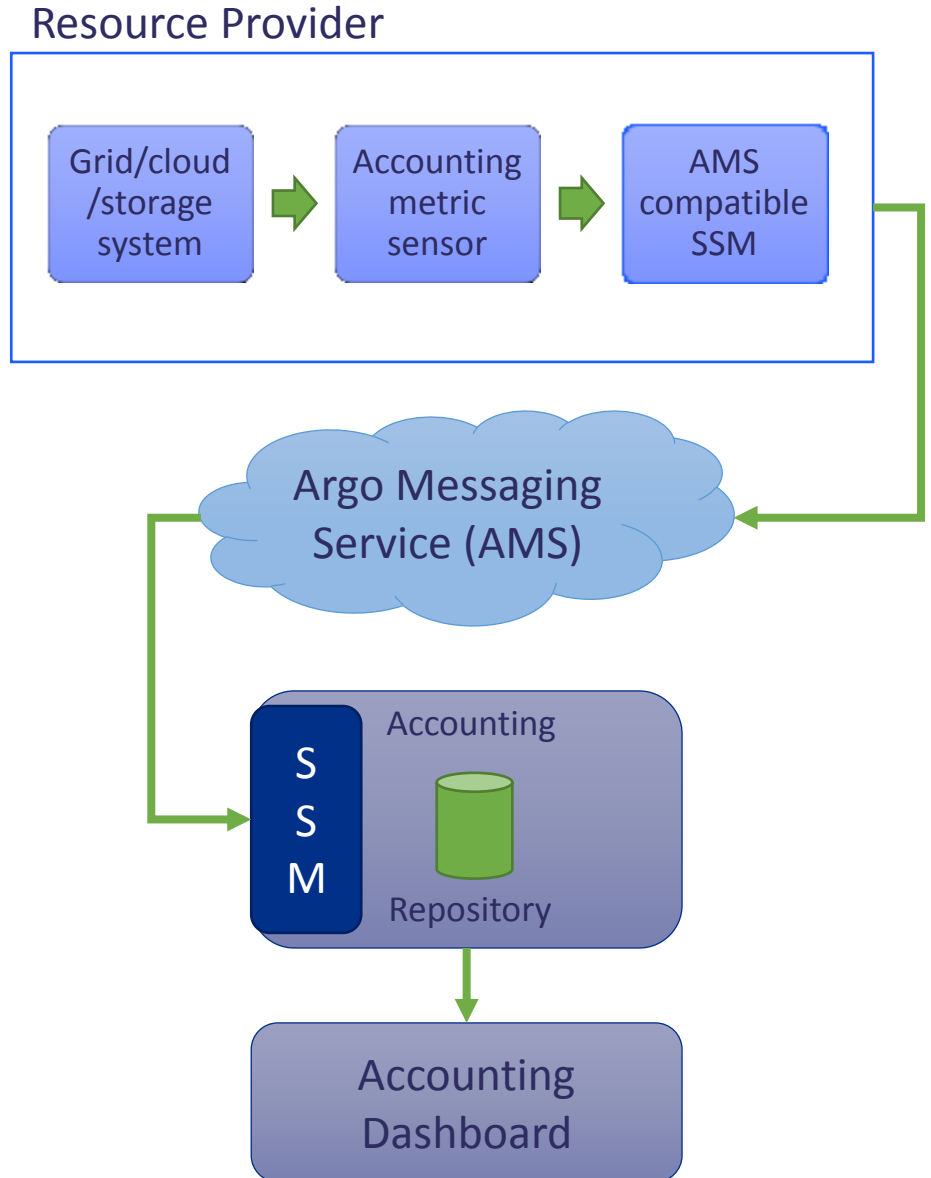 Resource Provider
Grid/cloud
/storage
system
Accounting
metric
sensor
AMS
compatible
SSM
Argo Messaging
Service (AMS)
S
S
M
Accounting
Repository
Accounting
Dashboard